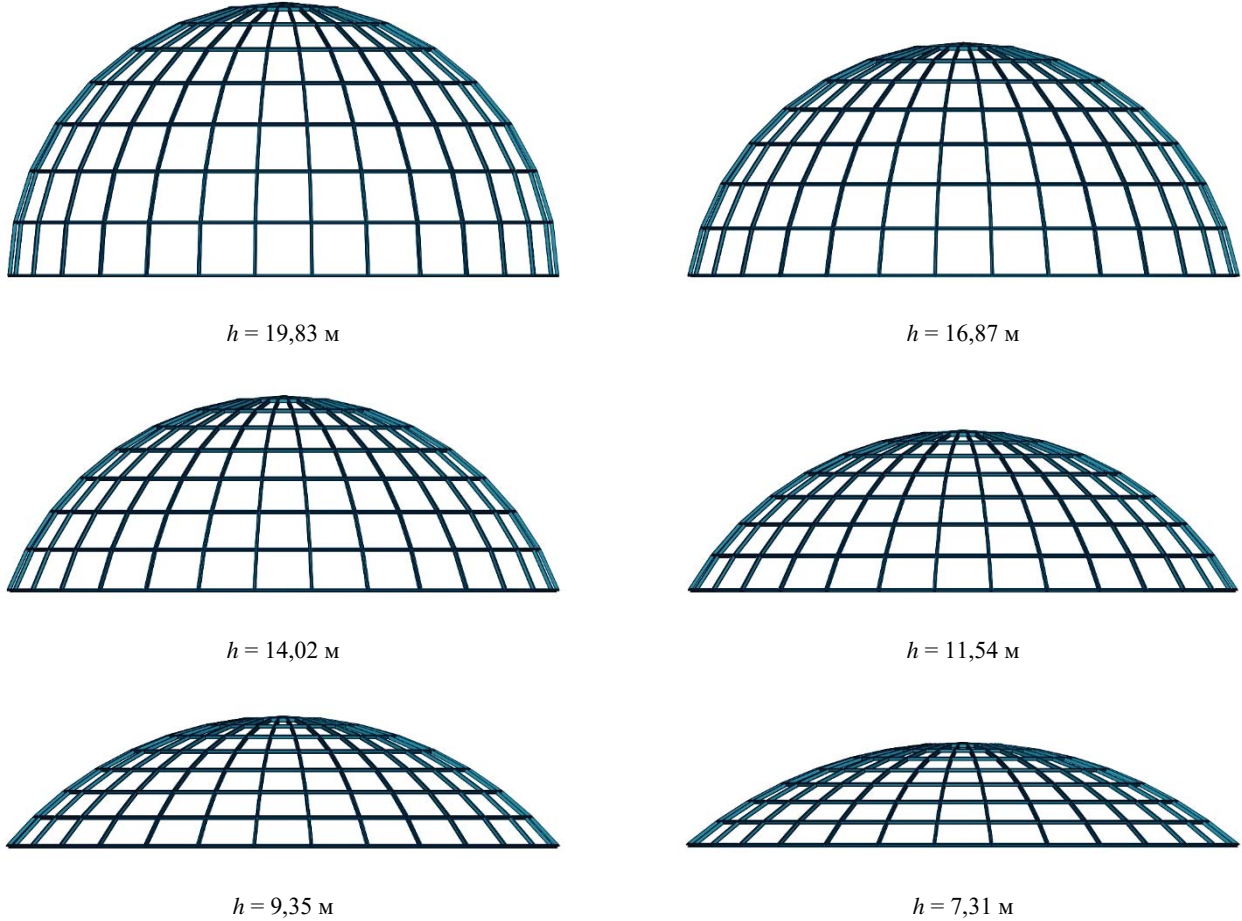 h = 19,83 м
h = 16,87 м
h = 14,02 м
h = 11,54 м
h = 9,35 м
h = 7,31 м